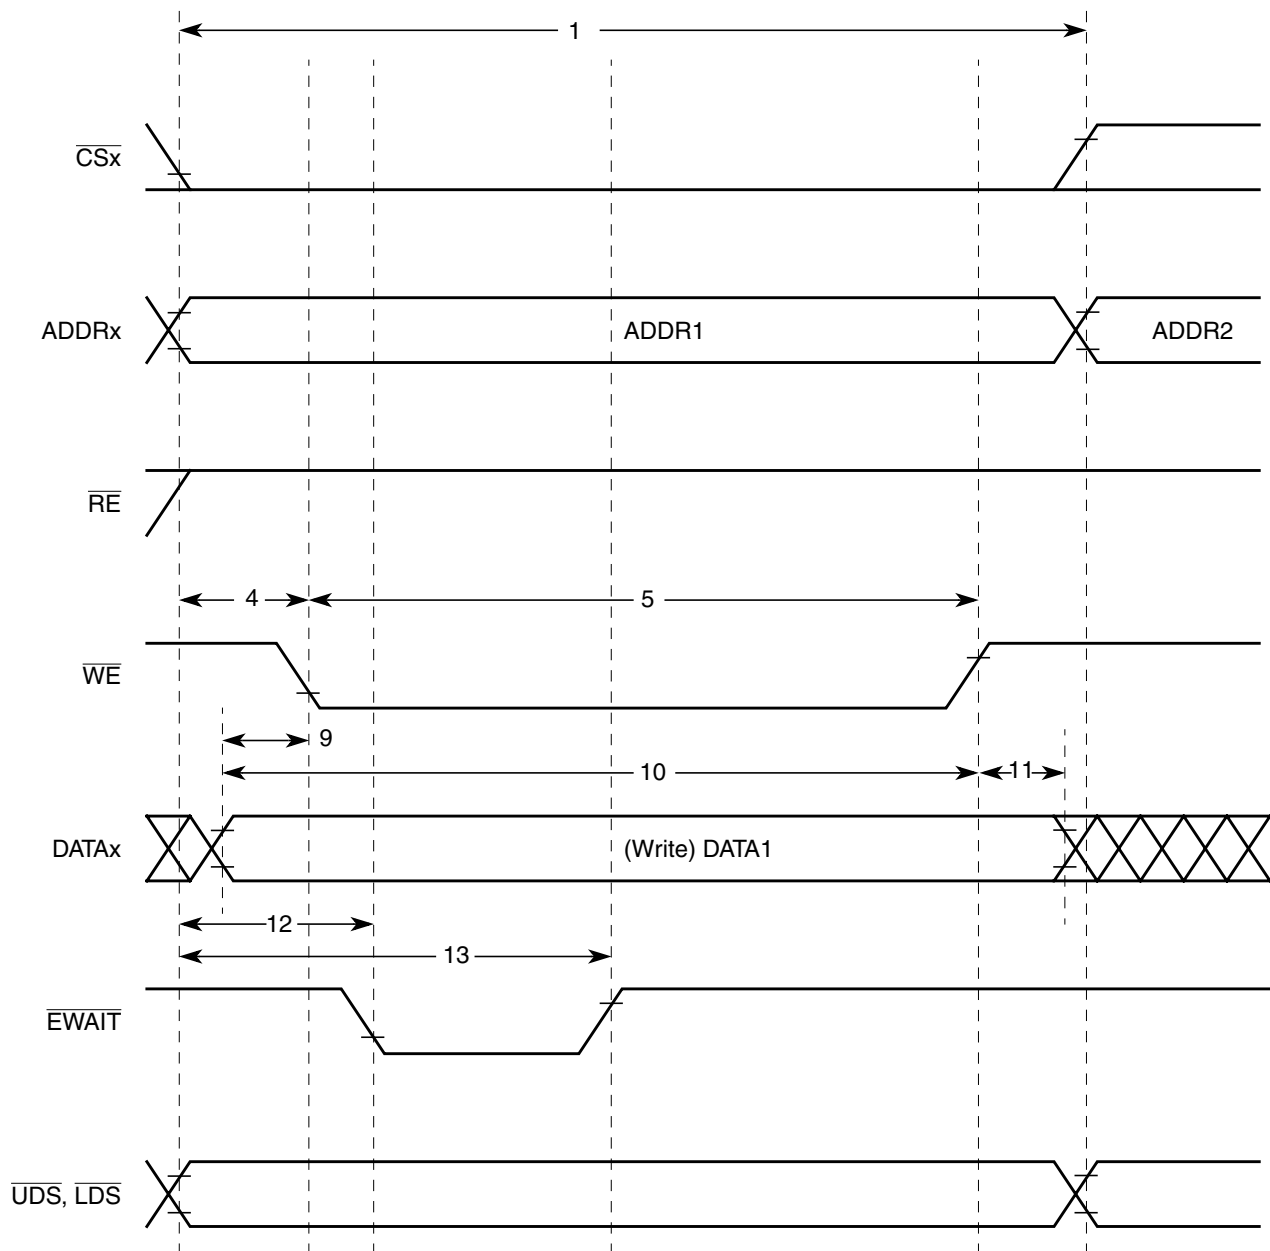 1
CSx
ADDRx
ADDR1
ADDR2
RE
4
5
WE
9
10
11
DATAx
(Write) DATA1
12
13
EWAIT
UDS, LDS